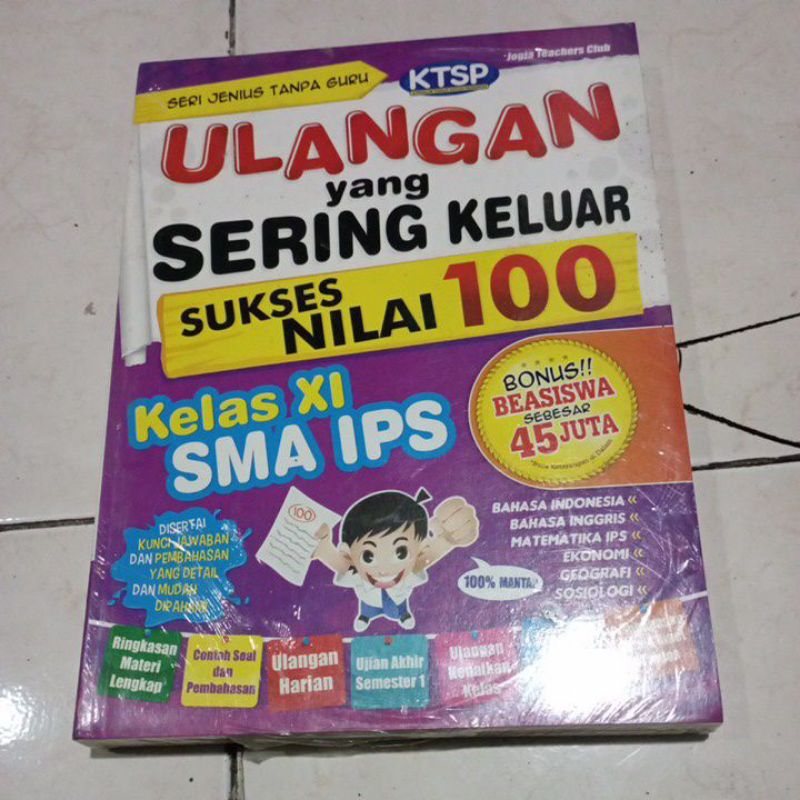 Jogja Teachers Club
SERI JENIUS TANPA GURU
KTSP
ULANGAN
yang
SERING KELUAR
SUKSES
NILAI 100
Kelas XI
SMA IPS
BONUS!!
BEASISWA
SEBESAR
45 JUTA
DISERTAI
KUNCI JAWABAN
DAN PEMBAHASAN
YANG DETAIL
DAN MUDAH
DIPAHAMI
100
BAHASA INDONESIA «
BAHASA INGGRIS «
MATEMATIKA IPS «
EKONOMI «
GEOGRAFI «
SOSIOLOGI «
100% MANTAP
Ringkasan
Materi
Lengkap
Contoh Soal
dan
Pembahasan
Ulangan
Harian
Ujian Akhir
Semester 1
Ulangan
Kenaikan
Kelas